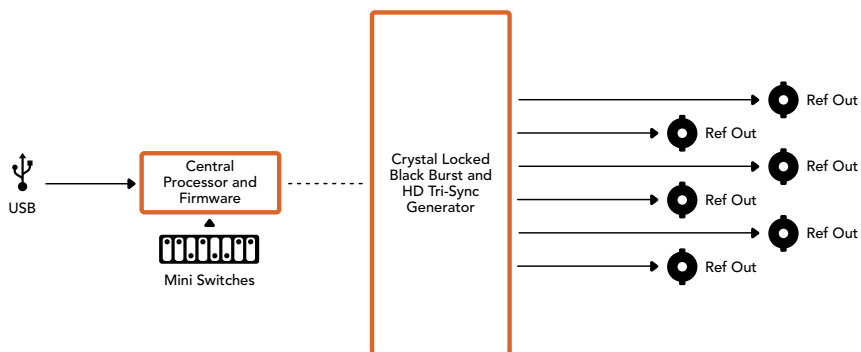 USB
Central
Processor and
Firmware
Mini Switches
Crystal Locked
Black Burst and
HD Tri-Sync
Generator
Ref Out
Ref Out
Ref Out
Ref Out
Ref Out
Ref Out